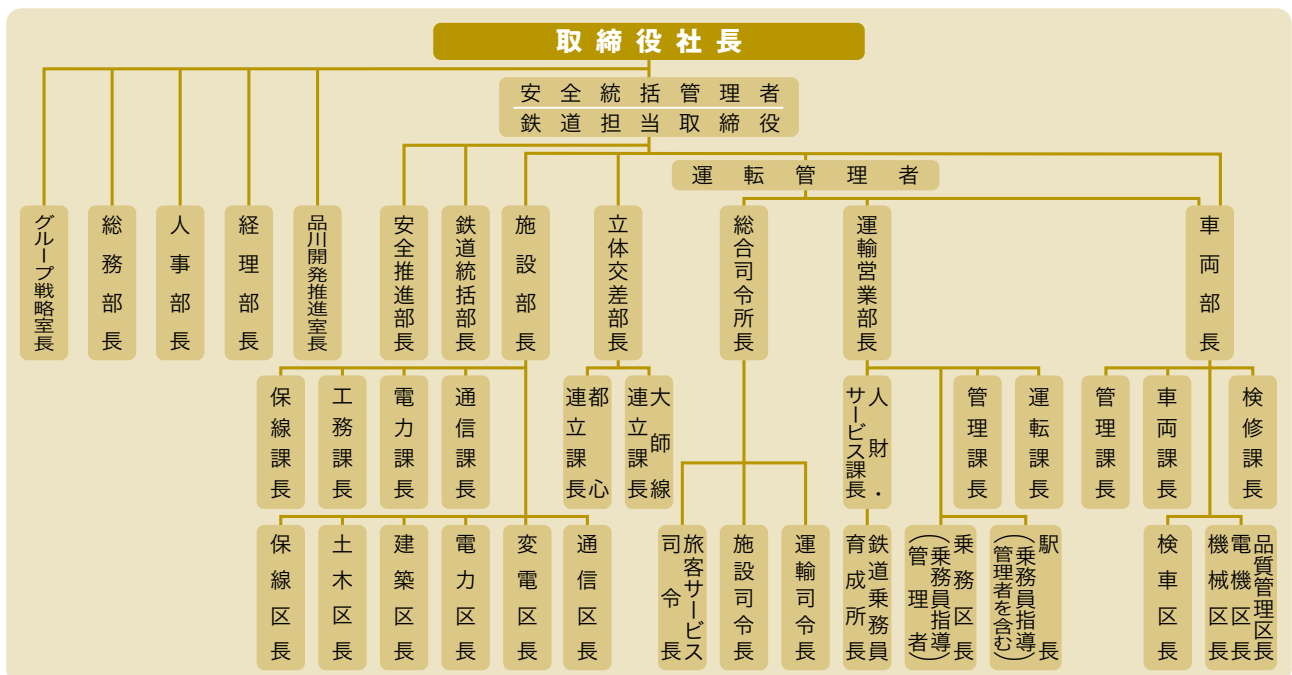 取締役社長
安全統括管理者
鉄道担当取締役
運転管理者
グループ戦略室長
総務部長
人事部長
経理部長
品川開発推進室長
安全推進部長
鉄道統括部長
施設部長
立体交差部長
総合司令所長
運輸営業部長
車両部長
保線課長
工務課長
電力課長
通信課長
都心
連立課長
大師線
連立課長
人財・
サービス課長
管理課長
運転課長
管理課長
車両課長
検修課長
保線区長
土木区長
建築区長
電力区長
変電区長
通信区長
旅客サービス
司令長
施設司令長
運輸司令長
鉄道乗務員
育成所長
乗務区長
(乗務員指導
管理者)
駅長
(乗務員指導
管理者を含む)
検車区長
品質管理区長
電機区長
機械区長